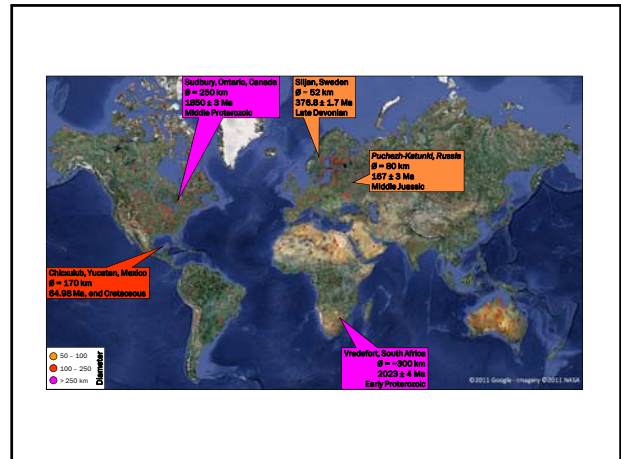 Sudbury, Ontario, Canada
Ø = 250 km
1850 ± 3 Ma
Middle Proterozoic
Siljan, Sweden
Ø = 52 km
376.8 ± 1.7 Ma
Late Devonian
Puchezh-Katunki, Russia
Ø = 80 km
167 ± 3 Ma
Middle Juassic
Chicxulub, Yucatan, Mexico
Ø = 170 km
64.98 Ma, end Cretaceous
Vredefort, South Africa
Ø = ~300 km
2023 ± 4 Ma
Early Proterozoic
50 - 100
100 - 250
> 250 km
Diameter
©2011 Google - Imagery ©2011 NASA